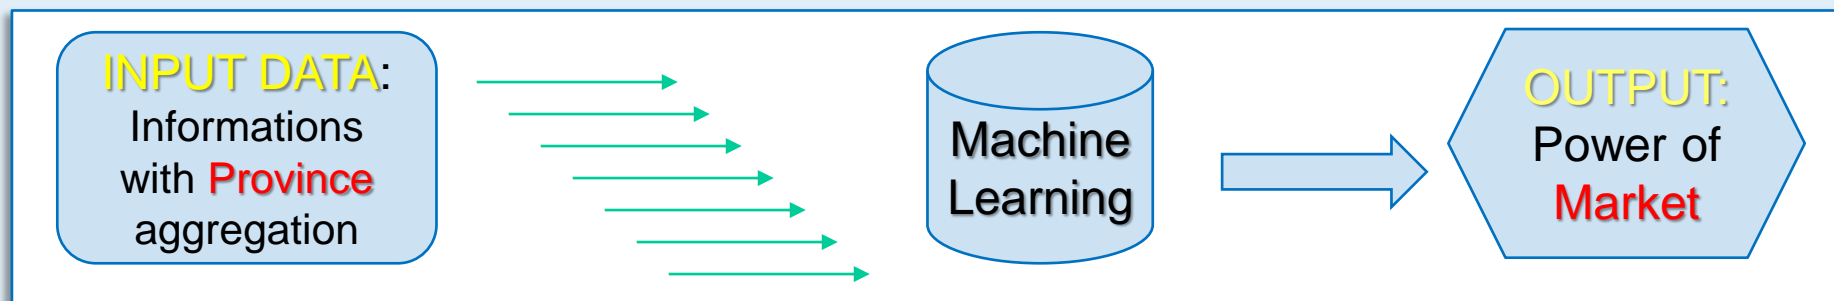 INPUT DATA:
Informations
with Province
aggregation
Machine
Learning
OUTPUT:
Power of
Market